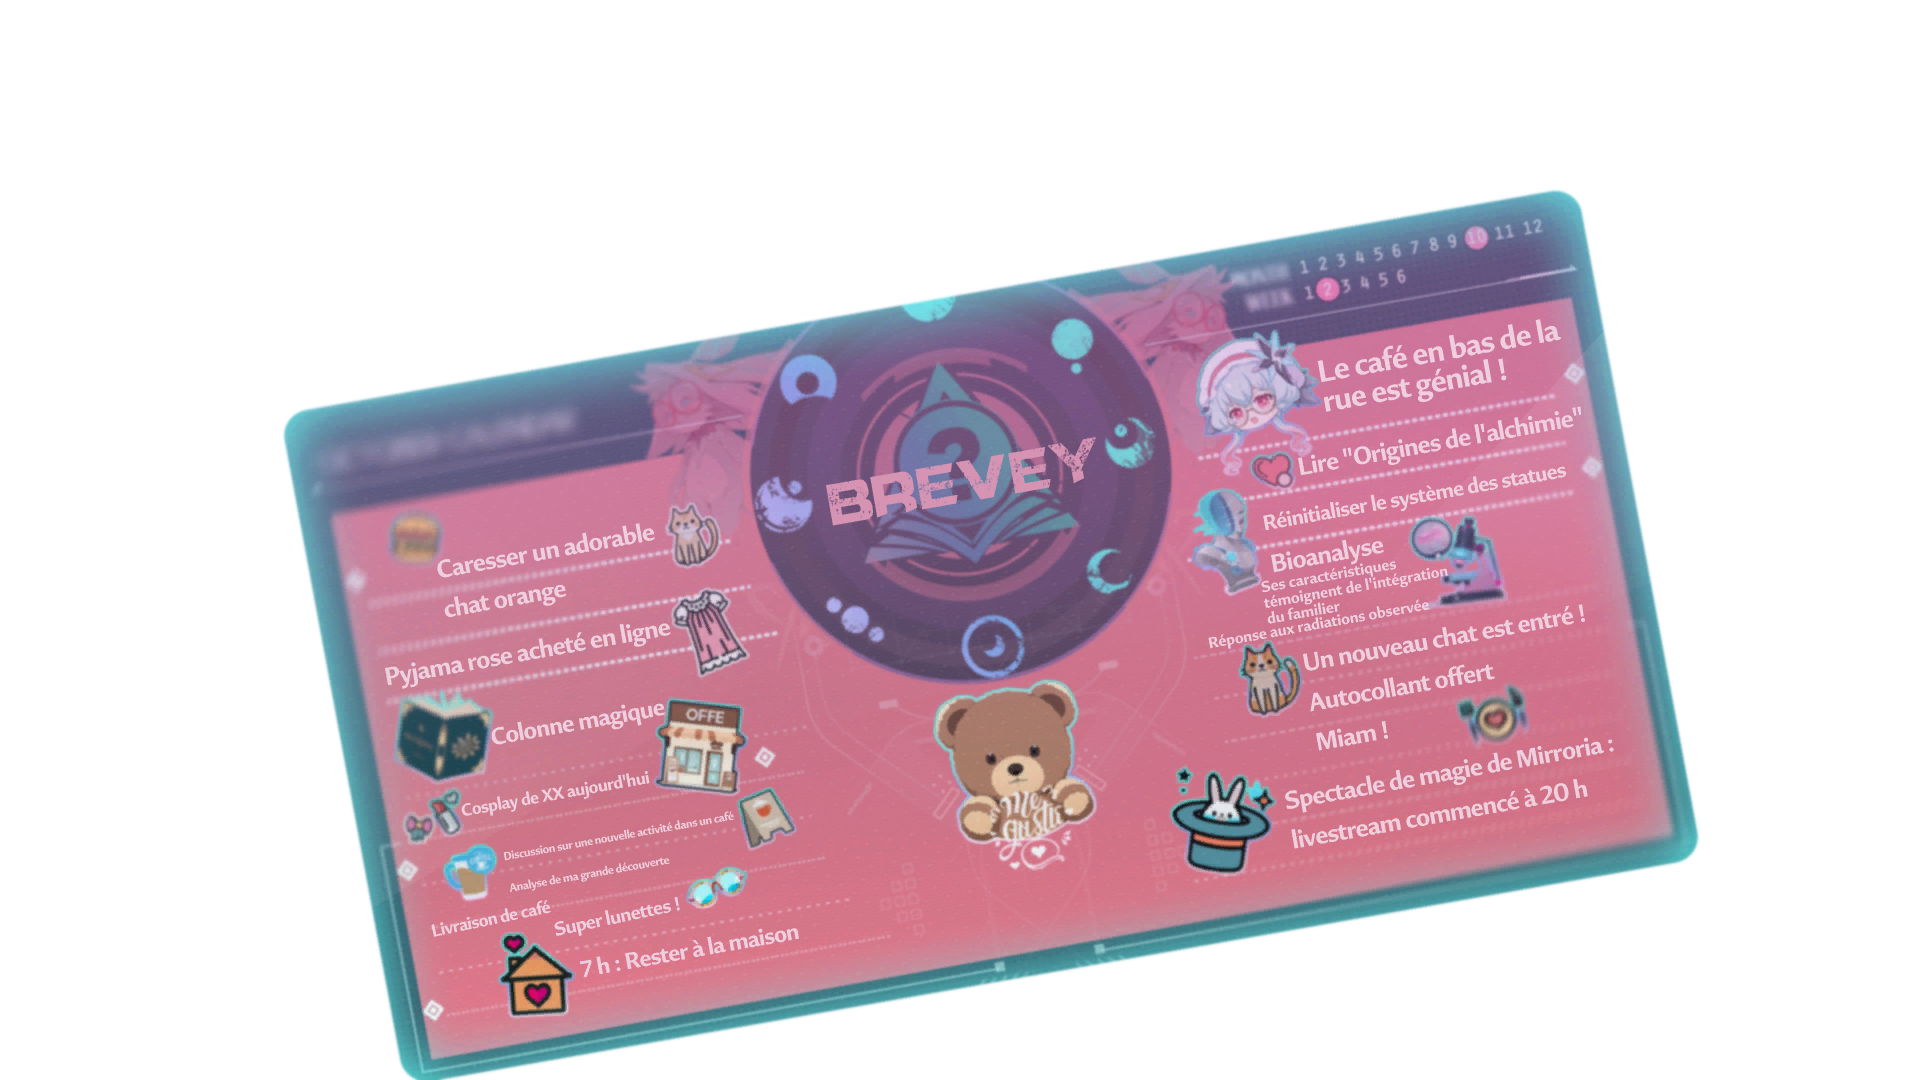 1 2 3 4 5 6 7 8 9 10 11 12
1 2 3 4 5 6
BREVEY
Caresser un adorable
chat orange
Pyjama rose acheté en ligne
Colonne magique
OFFE
Cosplay de XX aujourd'hui
Discussion sur une nouvelle activité dans un café
Analyse de ma grande découverte
Livraison de café
Super lunettes !
7 h : Rester à la maison
Me
gusta
Le café en bas de la
rue est génial !
Lire "Origines de l'alchimie"
Réinitialiser le système des statues
Bioanalyse
Ses caractéristiques
témoignent de l'intégration
du familier
Réponse aux radiations observée
Un nouveau chat est entré !
Autocollant offert
Miam !
Spectacle de magie de Mirroria :
livestream commencé à 20 h